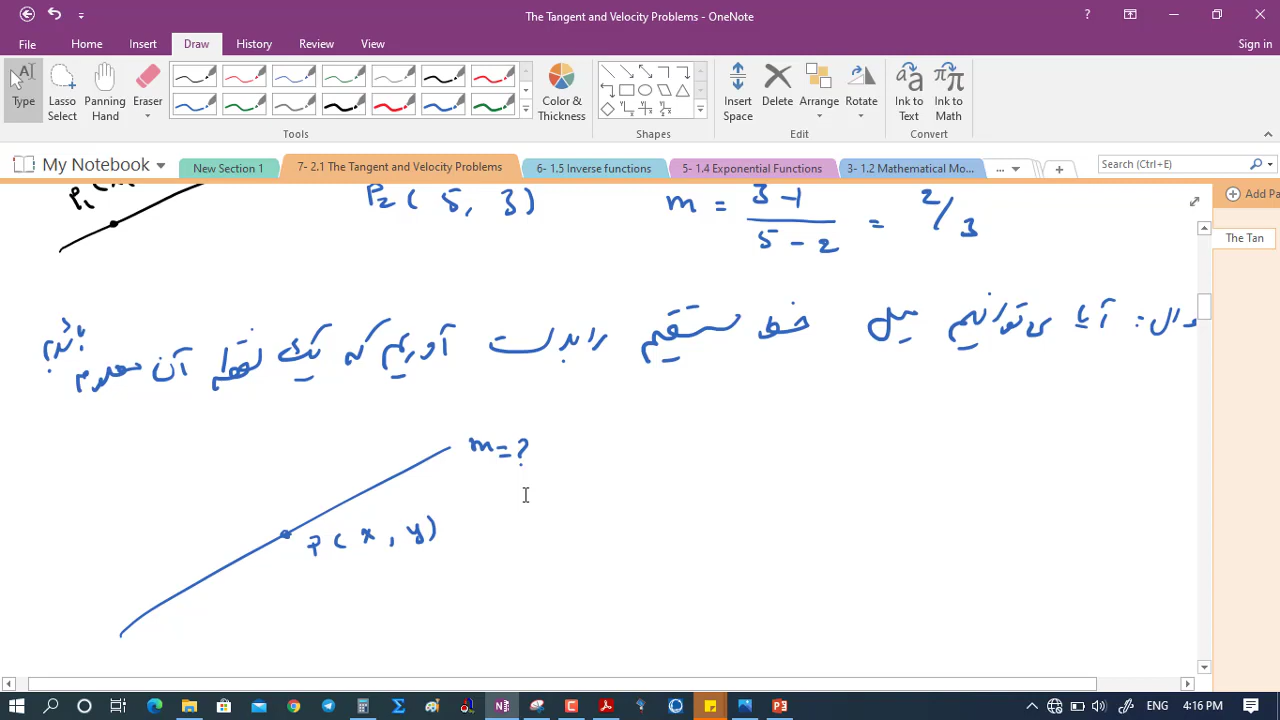 The Tangent and Velocity Problems - OneNote
File Home Insert Draw History Review View
Sign in
Type
Lasso Select
Panning Hand
Eraser
Color & Thickness
Insert Space
Delete
Arrange
Rotate
Ink to Text
Ink to Math
Tools Shapes Edit Convert
My Notebook
New Section 1
7- 2.1 The Tangent and Velocity Problems
6- 1.5 Inverse functions
5- 1.4 Exponential Functions
3- 1.2 Mathematical Mo...
...
Search (Ctrl+E)
Add Pa
The Tan
P₁(
P₂( 5, 3)
m = 3-1 / 5-2 = 2/3
وال: آیا می توانیم میل خط مستقیم را بدست آوریم که یک نقطه آن معلوم باشد؟
m=?
P( x, y)
ENG
4:16 PM